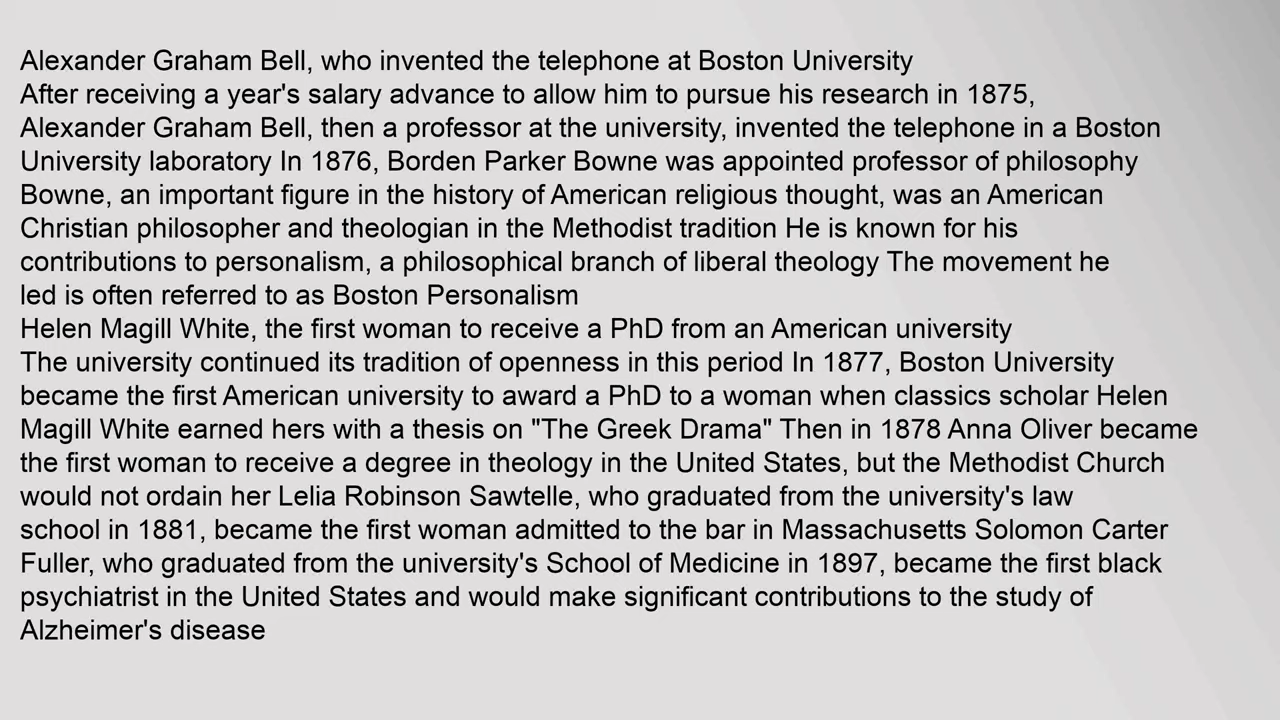 Alexander Graham Bell, who invented the telephone at Boston University
After receiving a year's salary advance to allow him to pursue his research in 1875,
Alexander Graham Bell, then a professor at the university, invented the telephone in a Boston
University laboratory In 1876, Borden Parker Bowne was appointed professor of philosophy
Bowne, an important figure in the history of American religious thought, was an American
Christian philosopher and theologian in the Methodist tradition He is known for his
contributions to personalism, a philosophical branch of liberal theology The movement he
led is often referred to as Boston Personalism
Helen Magill White, the first woman to receive a PhD from an American university
The university continued its tradition of openness in this period In 1877, Boston University
became the first American university to award a PhD to a woman when classics scholar Helen
Magill White earned hers with a thesis on "The Greek Drama" Then in 1878 Anna Oliver became
the first woman to receive a degree in theology in the United States, but the Methodist Church
would not ordain her Lelia Robinson Sawtelle, who graduated from the university's law
school in 1881, became the first woman admitted to the bar in Massachusetts Solomon Carter
Fuller, who graduated from the university's School of Medicine in 1897, became the first black
psychiatrist in the United States and would make significant contributions to the study of
Alzheimer's disease